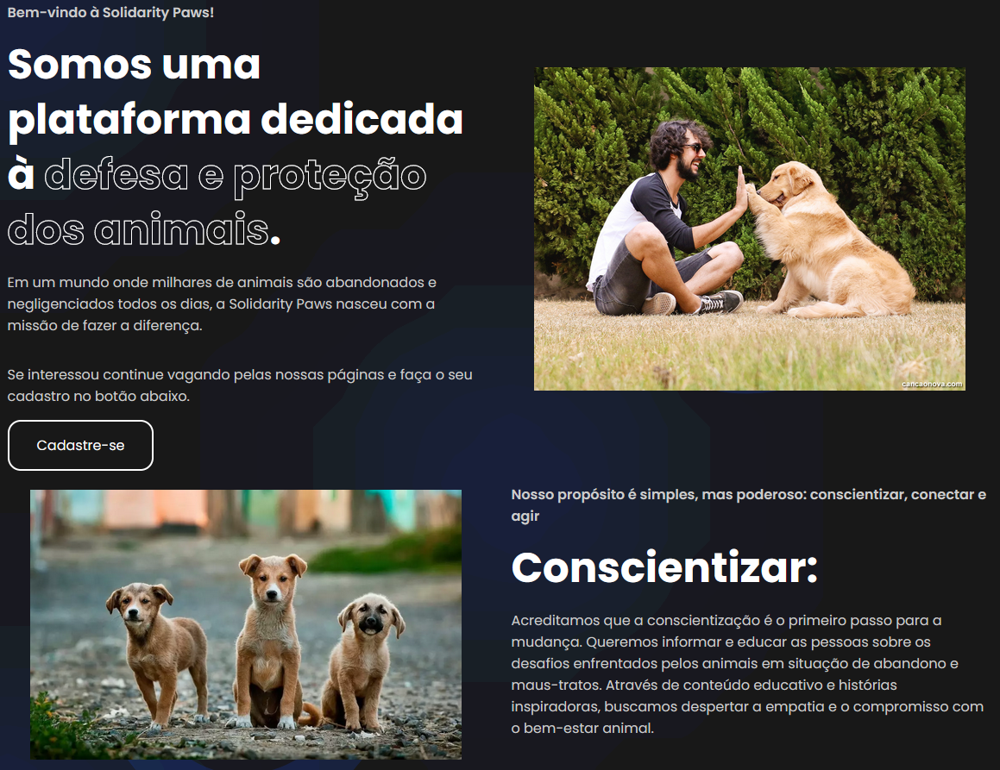 Bem-vindo à Solidarity Paws!
Somos uma
plataforma dedicada
à defesa e proteção
dos animais.
Em um mundo onde milhares de animais são abandonados e
negligenciados todos os dias, a Solidarity Paws nasceu com a
missão de fazer a diferença.
Se interessou continue vagando pelas nossas páginas e faça o seu
cadastro no botão abaixo.
Cadastre-se
cancaonova.com
Nosso propósito é simples, mas poderoso: conscientizar, conectar e
agir
Conscientizar:
Acreditamos que a conscientização é o primeiro passo para a
mudança. Queremos informar e educar as pessoas sobre os
desafios enfrentados pelos animais em situação de abandono e
maus-tratos. Através de conteúdo educativo e histórias
inspiradoras, buscamos despertar a empatia e o compromisso com
o bem-estar animal.